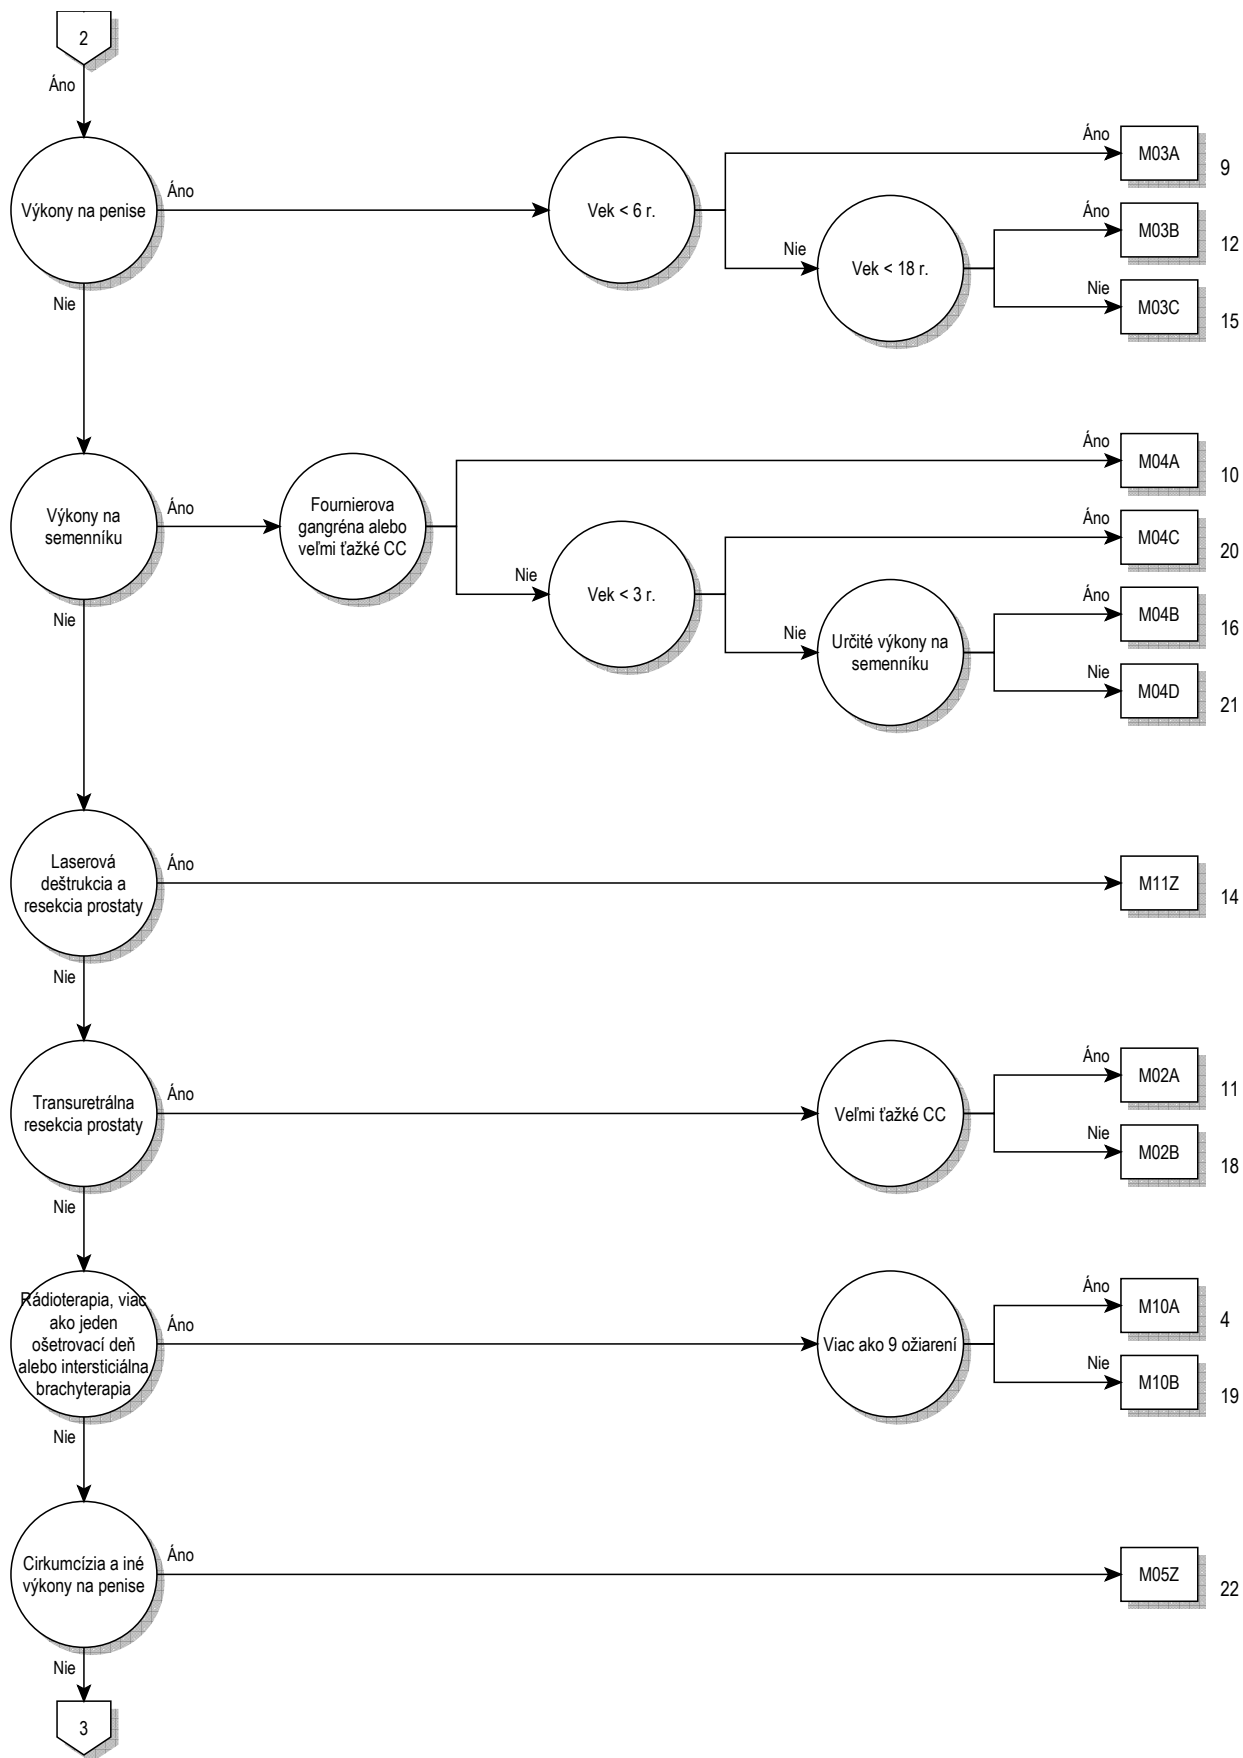 2
Áno
Výkony na penise
Áno
Vek < 6 r.
Áno
M03A
9
Nie
Vek < 18 r.
Áno
M03B
12
Nie
M03C
15
Nie
Výkony na
semenníku
Áno
Fournierova
gangréna alebo
veľmi ťažké CC
Áno
M04A
10
Nie
Vek < 3 r.
Áno
M04C
20
Nie
Určité výkony na
semenníku
Áno
M04B
16
Nie
M04D
21
Nie
Laserová
deštrukcia a
resekcia prostaty
Áno
M11Z
14
Nie
Transuretrálna
resekcia prostaty
Áno
Veľmi ťažké CC
Áno
M02A
11
Nie
M02B
18
Nie
Rádioterapia, viac
ako jeden
ošetrovací deň
alebo intersticiálna
brachyterapia
Áno
Viac ako 9 ožiarení
Áno
M10A
4
Nie
M10B
19
Nie
Cirkumcízia a iné
výkony na penise
Áno
M05Z
22
Nie
3